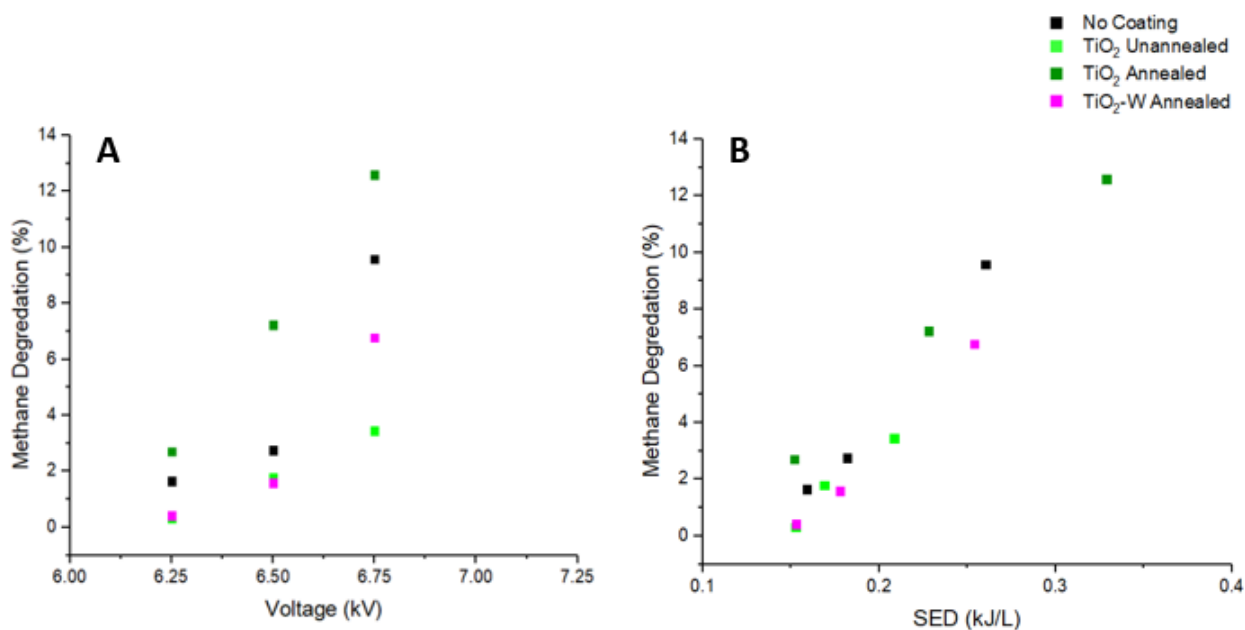 No Coating
TiO₂ Unannealed
TiO₂ Annealed
TiO₂-W Annealed
A
14
12
10
8
6
4
2
0
Methane Degredation (%)
6.00 6.25 6.50 6.75 7.00 7.25
Voltage (kV)
B
14
12
10
8
6
4
2
0
Methane Degredation (%)
0.1 0.2 0.3 0.4
SED (kJ/L)